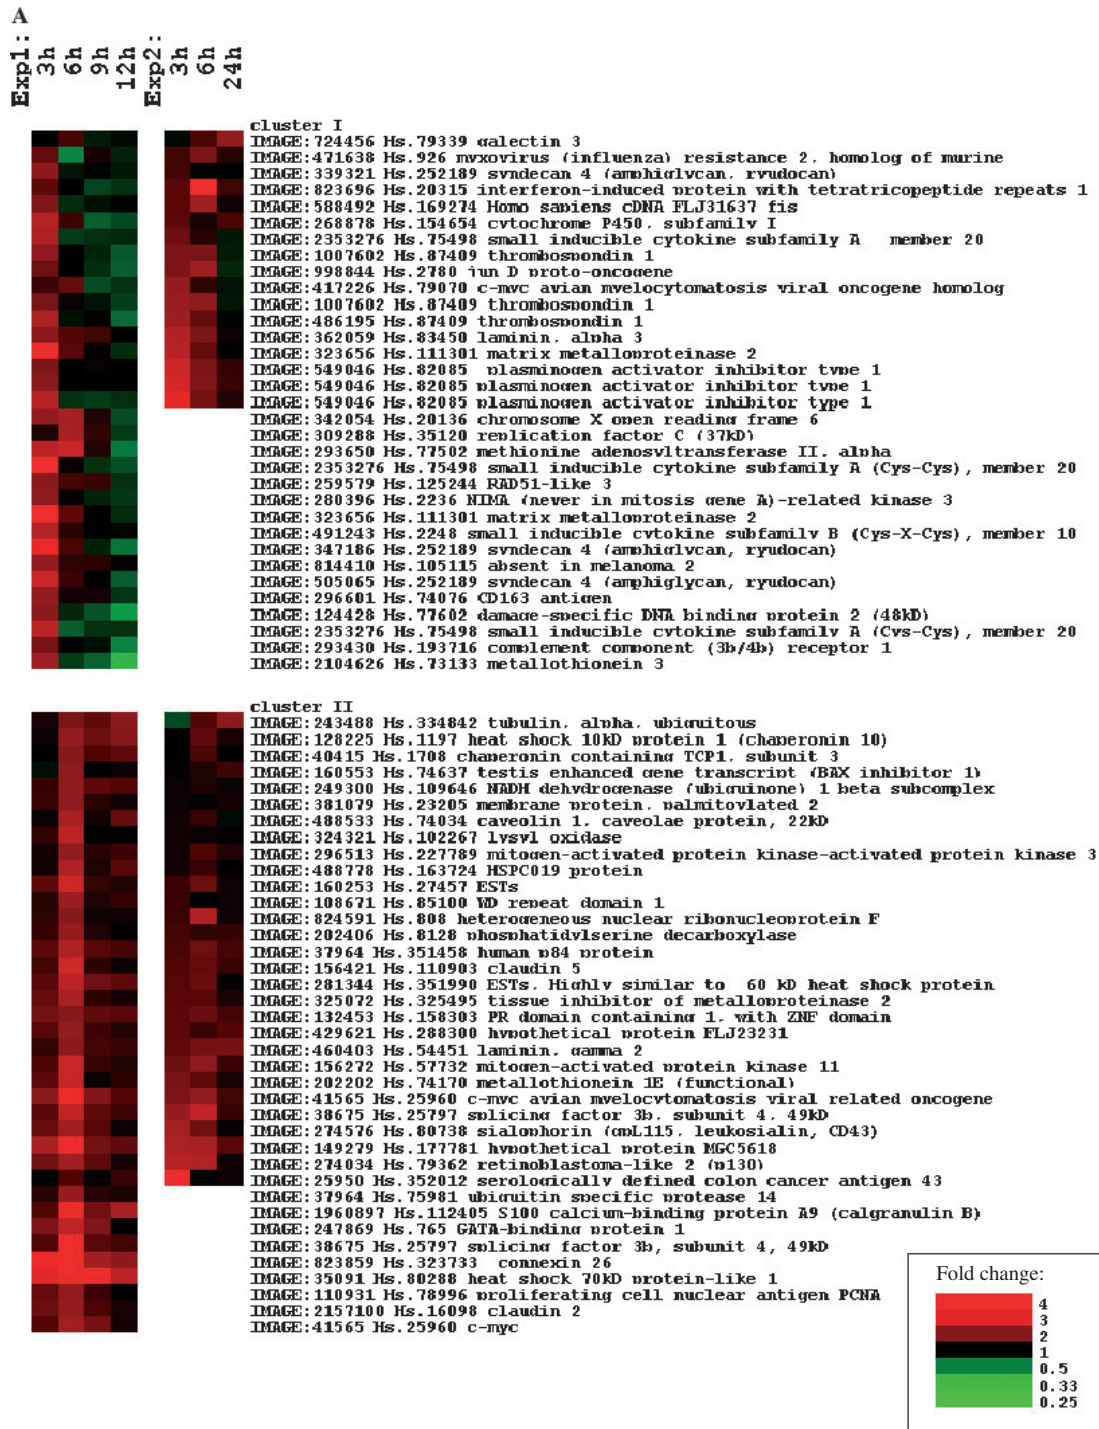 A
Exp1:
3h
6h
9h
12h
Exp2:
3h
6h
24h
cluster I
IMAGE:724456 Hs.79339 galectin 3
IMAGE:471638 Hs.926 myxovirus (influenza) resistance 2, homolog of murine
IMAGE:339321 Hs.252189 syndecan 4 (amphiglycan, ryudocan)
IMAGE:823696 Hs.20315 interferon-induced protein with tetratricopeptide repeats 1
IMAGE:588492 Hs.169274 Homo sapiens cDNA FLJ31637 fis
IMAGE:268878 Hs.154654 cytochrome P450, subfamily I
IMAGE:2353276 Hs.75498 small inducible cytokine subfamily A member 20
IMAGE:1007602 Hs.87409 thrombospondin 1
IMAGE:998844 Hs.2780 jun D proto-oncogene
IMAGE:417226 Hs.79070 c-myc avian myelocytomatosis viral oncogene homolog
IMAGE:1007602 Hs.87409 thrombospondin 1
IMAGE:486195 Hs.87409 thrombospondin 1
IMAGE:362059 Hs.83450 laminin, alpha 3
IMAGE:323656 Hs.111301 matrix metalloproteinase 2
IMAGE:549046 Hs.82085 plasminogen activator inhibitor type 1
IMAGE:549046 Hs.82085 plasminogen activator inhibitor type 1
IMAGE:549046 Hs.82085 plasminogen activator inhibitor type 1
IMAGE:342054 Hs.20136 chromosome X open reading frame 6
IMAGE:309288 Hs.35120 replication factor C (37kD)
IMAGE:293650 Hs.77502 methionine adenosyltransferase II, alpha
IMAGE:2353276 Hs.75498 small inducible cytokine subfamily A (Cys-Cys), member 20
IMAGE:259579 Hs.125244 RAD51-like 3
IMAGE:280396 Hs.2236 NIMA (never in mitosis gene A)-related kinase 3
IMAGE:323656 Hs.111301 matrix metalloproteinase 2
IMAGE:491243 Hs.2248 small inducible cytokine subfamily B (Cys-X-Cys), member 10
IMAGE:347186 Hs.252189 syndecan 4 (amphiglycan, ryudocan)
IMAGE:814410 Hs.105115 absent in melanoma 2
IMAGE:505065 Hs.252189 syndecan 4 (amphiglycan, ryudocan)
IMAGE:296601 Hs.74076 CD163 antigen
IMAGE:124428 Hs.77602 damage-specific DNA binding protein 2 (48kD)
IMAGE:2353276 Hs.75498 small inducible cytokine subfamily A (Cys-Cys), member 20
IMAGE:293430 Hs.193716 complement component (3b/4b) receptor 1
IMAGE:2104626 Hs.73133 metallothionein 3
cluster II
IMAGE:243488 Hs.334842 tubulin, alpha, ubiquitous
IMAGE:128225 Hs.1197 heat shock 10kD protein 1 (chaperonin 10)
IMAGE:40415 Hs.1708 chaperonin containing TCP1, subunit 3
IMAGE:160553 Hs.74637 testis enhanced gene transcript (BAX inhibitor 1)
IMAGE:249300 Hs.109646 NADH dehydrogenase (ubiquinone) 1 beta subcomplex
IMAGE:381079 Hs.23205 membrane protein, palmitoylated 2
IMAGE:488533 Hs.74034 caveolin 1, caveolae protein, 22kD
IMAGE:324321 Hs.102267 lysyl oxidase
IMAGE:296513 Hs.227789 mitogen-activated protein kinase-activated protein kinase 3
IMAGE:488778 Hs.163724 HSPC019 protein
IMAGE:160253 Hs.27457 ESTs
IMAGE:108671 Hs.85100 WD repeat domain 1
IMAGE:824591 Hs.808 heterogeneous nuclear ribonucleoprotein F
IMAGE:202406 Hs.8128 phosphatidylserine decarboxylase
IMAGE:37964 Hs.351458 human p84 protein
IMAGE:156421 Hs.110903 claudin 5
IMAGE:281344 Hs.351990 ESTs, Highly similar to 60 kD heat shock protein
IMAGE:325072 Hs.325495 tissue inhibitor of metalloproteinase 2
IMAGE:132453 Hs.158303 PR domain containing 1, with ZNF domain
IMAGE:429621 Hs.288300 hypothetical protein FLJ23231
IMAGE:460403 Hs.54451 laminin, gamma 2
IMAGE:156272 Hs.57732 mitogen-activated protein kinase 11
IMAGE:202202 Hs.74170 metallothionein 1E (functional)
IMAGE:41565 Hs.25960 c-myc avian myelocytomatosis viral related oncogene
IMAGE:38675 Hs.25797 splicing factor 3b, subunit 4, 49kD
IMAGE:274576 Hs.80738 sialophorin (gpL115, leukosialin, CD43)
IMAGE:149279 Hs.177781 hypothetical protein MGC5618
IMAGE:274034 Hs.79362 retinoblastoma-like 2 (p130)
IMAGE:25950 Hs.352012 serologically defined colon cancer antigen 43
IMAGE:37964 Hs.75981 ubiquitin specific protease 14
IMAGE:1960897 Hs.112405 S100 calcium-binding protein A9 (calgranulin B)
IMAGE:247869 Hs.765 GATA-binding protein 1
IMAGE:38675 Hs.25797 splicing factor 3b, subunit 4, 49kD
IMAGE:823859 Hs.323733 connexin 26
IMAGE:35091 Hs.80288 heat shock 70kD protein-like 1
IMAGE:110931 Hs.78996 proliferating cell nuclear antigen PCNA
IMAGE:2157100 Hs.16098 claudin 2
IMAGE:41565 Hs.25960 c-myc
Fold change:
4
3
2
1
0.5
0.33
0.25